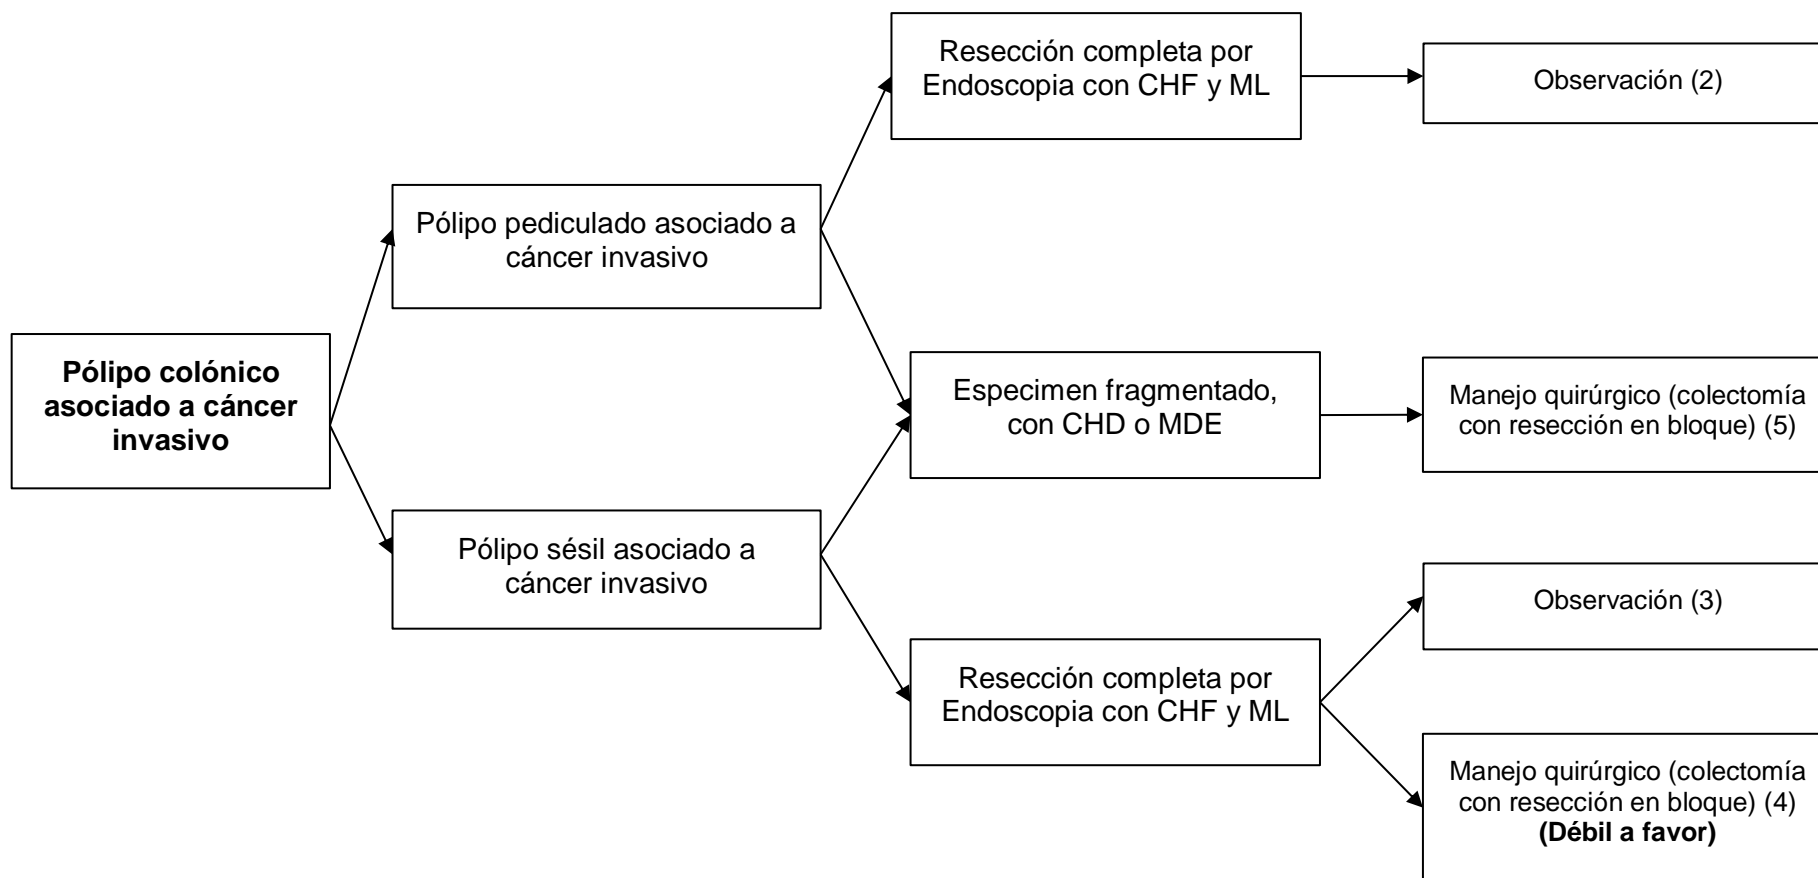 Resección completa por
Endoscopia con CHF y ML
Observación (2)
Pólipo pediculado asociado a
cáncer invasivo
Pólipo colónico
asociado a cáncer
invasivo
Especimen fragmentado,
con CHD o MDE
Manejo quirúrgico (colectomía
con resección en bloque) (5)
Pólipo sésil asociado a
cáncer invasivo
Observación (3)
Resección completa por
Endoscopia con CHF y ML
Manejo quirúrgico (colectomía
con resección en bloque) (4)
(Débil a favor)